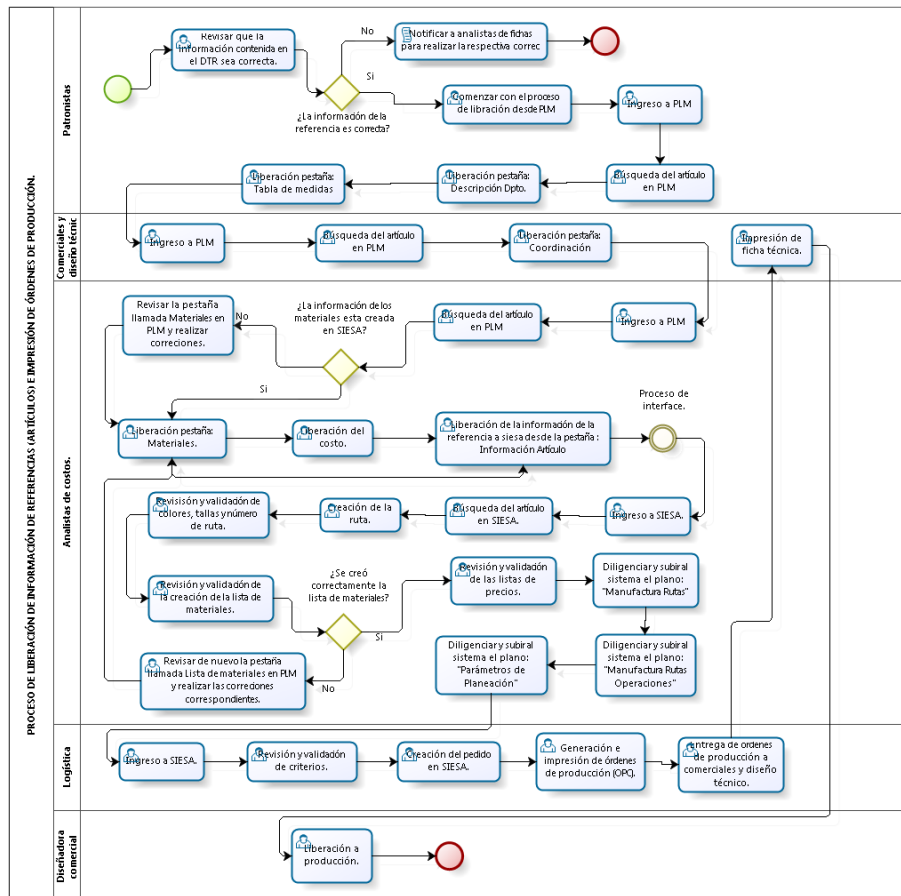 PROCESO DE LIBERACIÓN DE INFORMACIÓN DE REFERENCIAS (ARTÍCULOS) E IMPRESIÓN DE ÓRDENES DE PRODUCCIÓN.
Patronistas
Revisar que la
información contenida en
el DTR sea correcta.
No
Notificar a analistas de fichas
para realizar la respectiva correc
Si
¿La información de la
referencia es correcta?
Comenzar con el proceso
de libración desde PLM
Ingreso a PLM
Búsqueda del artículo
en PLM
Liberación pestaña:
Descripción Dpto.
Liberación pestaña:
Tabla de medidas
Comerciales y
diseño técnic
Ingreso a PLM
Búsqueda del artículo
en PLM
Liberación pestaña:
Coordinación
Impresión de
ficha técnica.
Analistas de costos.
Revisar la pestaña
llamada Materiales en
PLM y realizar
correciones.
No
¿La información de los
materiales esta creada
en SIESA?
Búsqueda del artículo
en PLM
Ingreso a PLM
Si
Proceso de
interface.
Liberación pestaña:
Materiales.
Liberación del
costo.
Liberación de la información de la
referencia a siesa desde la pestaña :
Información Artículo
Revisión y validación de
colores, tallas y número
de ruta.
Creación de la
ruta.
Búsqueda del artículo
en SIESA.
Ingreso a SIESA.
Revisión y validación de
la creación de la lista de
materiales.
¿Se creó
correctamente la
lista de materiales?
Si
Revisión y validación
de las listas de
precios.
Diligenciar y subir al
sistema el plano:
"Manufactura Rutas"
Revisar de nuevo la pestaña
llamada Lista de materiales en PLM
y realizar las correciones
correspondientes.
No
Diligenciar y subir al
sistema el plano:
"Parámetros de
Planeación"
Diligenciar y subir al
sistema el plano:
"Manufactura Rutas
Operaciones"
Logística
Ingreso a SIESA.
Revisión y validación
de criterios.
Creación del pedido
en SIESA.
Generación e
impresión de órdenes
de producción (OPC).
Entrega de órdenes
de producción a
comerciales y diseño
técnico.
Diseñadora
comercial
Liberación a
producción.